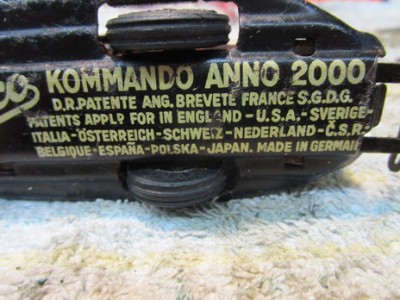 KOMMANDO ANNO 2000
D.R.PATENTE ANG. BREVETE FRANCE S.G.D.G.
PATENTS APPLD FOR IN ENGLAND - U.S.A.- SVERIGE-
ITALIA-ÖSTERREICH-SCHWEIZ-NEDERLAND-Č.S.R.
BELGIQUE-ESPAÑA-POLSKA-JAPAN. MADE IN GERMAN